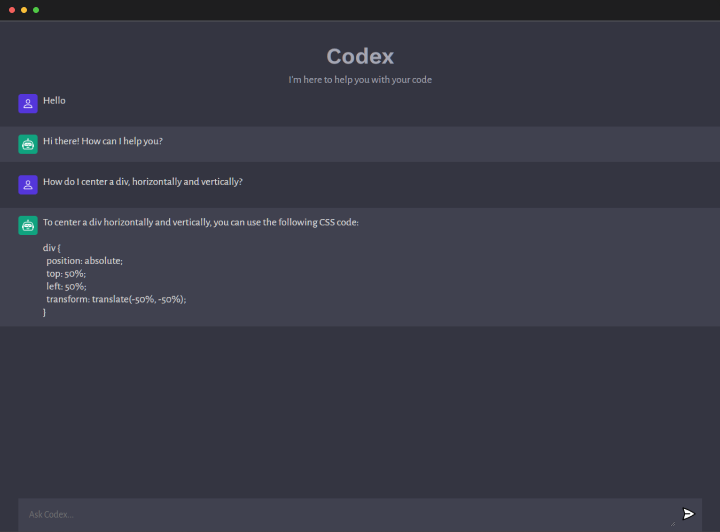 Codex
I'm here to help you with your code
Hello
Hi there! How can I help you?
How do I center a div, horizontally and vertically?
To center a div horizontally and vertically, you can use the following CSS code:
div {
  position: absolute;
  top: 50%;
  left: 50%;
  transform: translate(-50%, -50%);
}
Ask Codex...